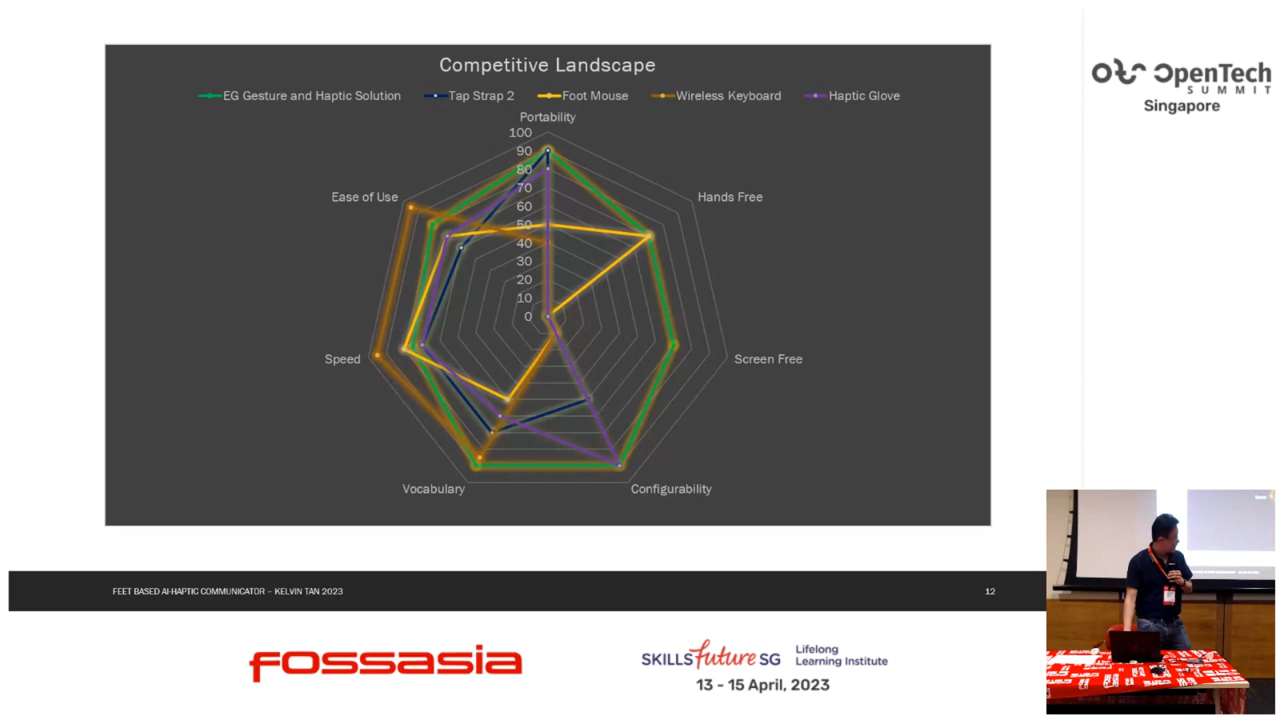 Competitive Landscape
EG Gesture and Haptic Solution Tap Strap 2 Foot Mouse Wireless Keyboard Haptic Glove
Portability
100
90
80
70
60
50
40
30
20
10
0
Ease of Use
Hands Free
Speed
Screen Free
Vocabulary
Configurability
OpenTech
SUMMIT
Singapore
FEET BASED AI-HAPTIC COMMUNICATOR – KELVIN TAN 2023 12
fossasia
SKILLSfuture SG
Lifelong
Learning Institute
13 - 15 April, 2023